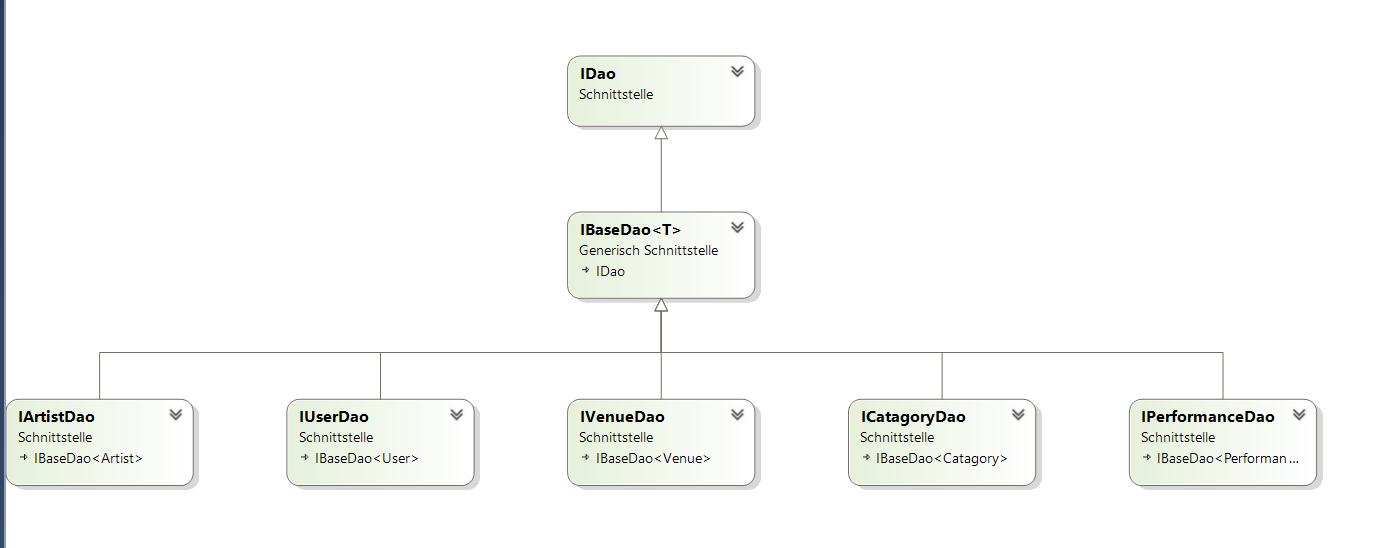 IDao
Schnittstelle
IBaseDao<T>
Generisch Schnittstelle
IDao
IArtistDao
Schnittstelle
IBaseDao<Artist>
IUserDao
Schnittstelle
IBaseDao<User>
IVenueDao
Schnittstelle
IBaseDao<Venue>
ICatagoryDao
Schnittstelle
IBaseDao<Catagory>
IPerformanceDao
Schnittstelle
IBaseDao<Performan...